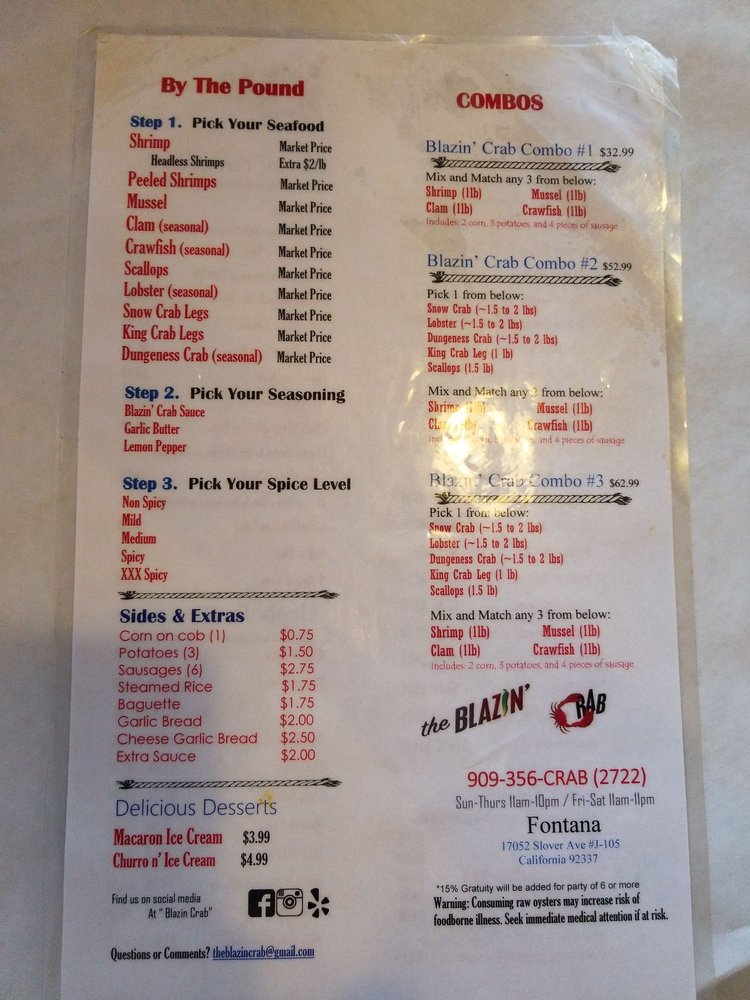 By The Pound
Step 1. Pick Your Seafood
Shrimp Market Price
Headless Shrimps Extra $2/lb
Peeled Shrimps Market Price
Mussel Market Price
Clam (seasonal) Market Price
Crawfish (seasonal) Market Price
Scallops Market Price
Lobster (seasonal) Market Price
Snow Crab Legs Market Price
King Crab Legs Market Price
Dungeness Crab (seasonal) Market Price
Step 2. Pick Your Seasoning
Blazin' Crab Sauce
Garlic Butter
Lemon Pepper
Step 3. Pick Your Spice Level
Non Spicy
Mild
Medium
Spicy
XXX Spicy
Sides & Extras
Corn on cob (1) $0.75
Potatoes (3) $1.50
Sausages (6) $2.75
Steamed Rice $1.75
Baguette $1.75
Garlic Bread $2.00
Cheese Garlic Bread $2.50
Extra Sauce $2.00
Delicious Desserts
Macaron Ice Cream $3.99
Churro n' Ice Cream $4.99
Find us on social media
At " Blazin Crab"
Questions or Comments? theblazincrab@gmail.com
COMBOS
Blazin' Crab Combo #1 $32.99
Mix and Match any 3 from below:
Shrimp (1lb) Mussel (1lb)
Clam (1lb) Crawfish (1lb)
Includes: 2 corn, 3 potatoes, and 4 pieces of sausage
Blazin' Crab Combo #2 $52.99
Pick 1 from below:
Snow Crab (~1.5 to 2 lbs)
Lobster (~1.5 to 2 lbs)
Dungeness Crab (~1.5 to 2 lbs)
King Crab Leg (1 lb)
Scallops (1.5 lb)
Mix and Match any 2 from below:
Shrimp Mussel (1lb)
Clam Crawfish (1lb)
and 4 pieces of sausage
Blazin' Crab Combo #3 $62.99
Pick 1 from below:
Snow Crab (~1.5 to 2 lbs)
Lobster (~1.5 to 2 lbs)
Dungeness Crab (~1.5 to 2 lbs)
King Crab Leg (1 lb)
Scallops (1.5 lb)
Mix and Match any 3 from below:
Shrimp (1lb) Mussel (1lb)
Clam (1lb) Crawfish (1lb)
Includes: 2 corn, 3 potatoes, and 4 pieces of sausage
the BLAZIN' CRAB
909-356-CRAB (2722)
Sun-Thurs 11am-10pm / Fri-Sat 11am-11pm
Fontana
17052 Slover Ave #J-105
California 92337
*15% Gratuity will be added for party of 6 or more
Warning: Consuming raw oysters may increase risk of
foodborne illness. Seek immediate medical attention if at risk.